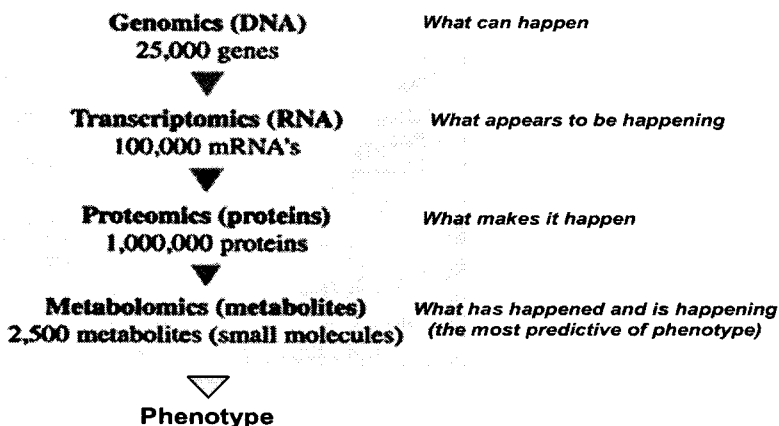 Genomics (DNA) What can happen
25,000 genes
Transcriptomics (RNA) What appears to be happening
100,000 mRNA's
Proteomics (proteins) What makes it happen
1,000,000 proteins
Metabolomics (metabolites) What has happened and is happening
2,500 metabolites (small molecules) (the most predictive of phenotype)
Phenotype